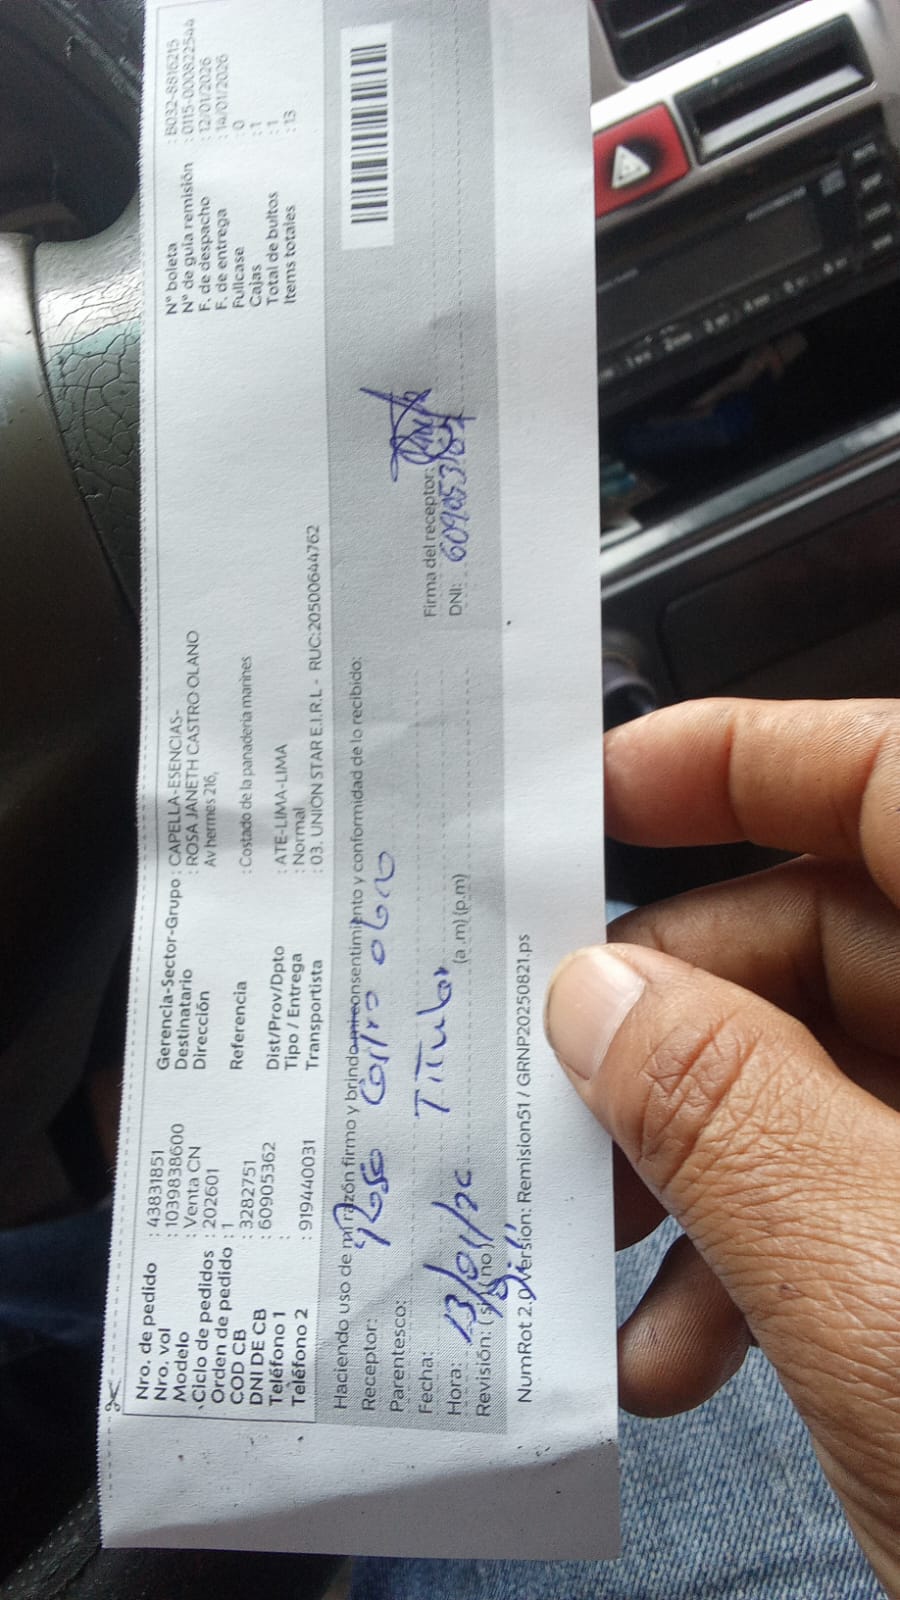 Nro. de pedido : 43831851
Nro. vol : 1039838600
Modelo : Venta CN
Ciclo de pedidos : 202601
Orden de pedido : 1
COD CB : 3282751
DNI DE CB : 60905362
Teléfono 1 :
Teléfono 2 : 919440031
Gerencia-Sector-Grupo : CAPELLA-ESENCIAS-
Destinatario : ROSA JANETH CASTRO OLANO
Dirección Av hermes 216,
Referencia : Costado de la panaderia marines
Dist/Prov/Dpto : ATE-LIMA-LIMA
Tipo / Entrega : Normal
Transportista : 03. UNION STAR E.I.R.L - RUC:20500644762
N° boleta : B032-8816215
N° de guía remisión : 0115-000822544
F. de despacho : 12/01/2026
F. de entrega : 14/01/2026
Fullcase : 0
Cajas : 1
Total de bultos : 1
Items totales : 13
Haciendo uso de mi razón firmo y brindo mi consentimiento y conformidad de lo recibido:
Receptor: Rosa Castro Olano
Parentesco: Titular
Fecha: 13/01/26
Hora: (a.m) (p.m)
Revisión: (si) (no)
Firma del receptor:
DNI:
NumRot 2.0 Versión: Remision51 / GRNP20250821.ps